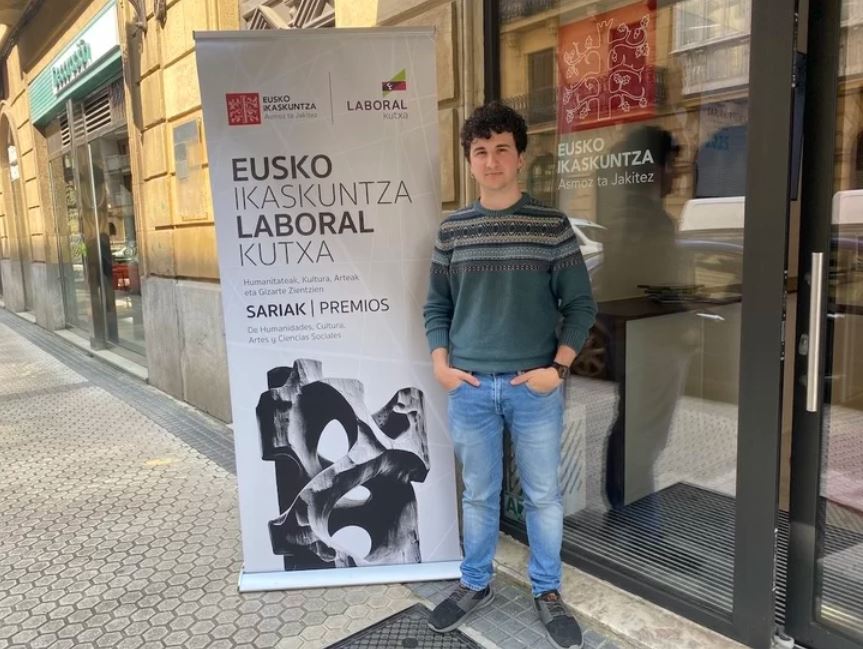 EUSKO
IKASKUNTZA
Asmoz ta Jakitez
LABORAL
kutxa
EUSKO
IKASKUNTZA
LABORAL
KUTXA
Humanitateak, Kultura, Arteak
eta Gizarte Zientzien
SARIAK | PREMIOS
De Humanidades, Cultura,
Artes y Ciencias Sociales
EUSKO
IKASKUNTZA
Asmoz ta Jakitez